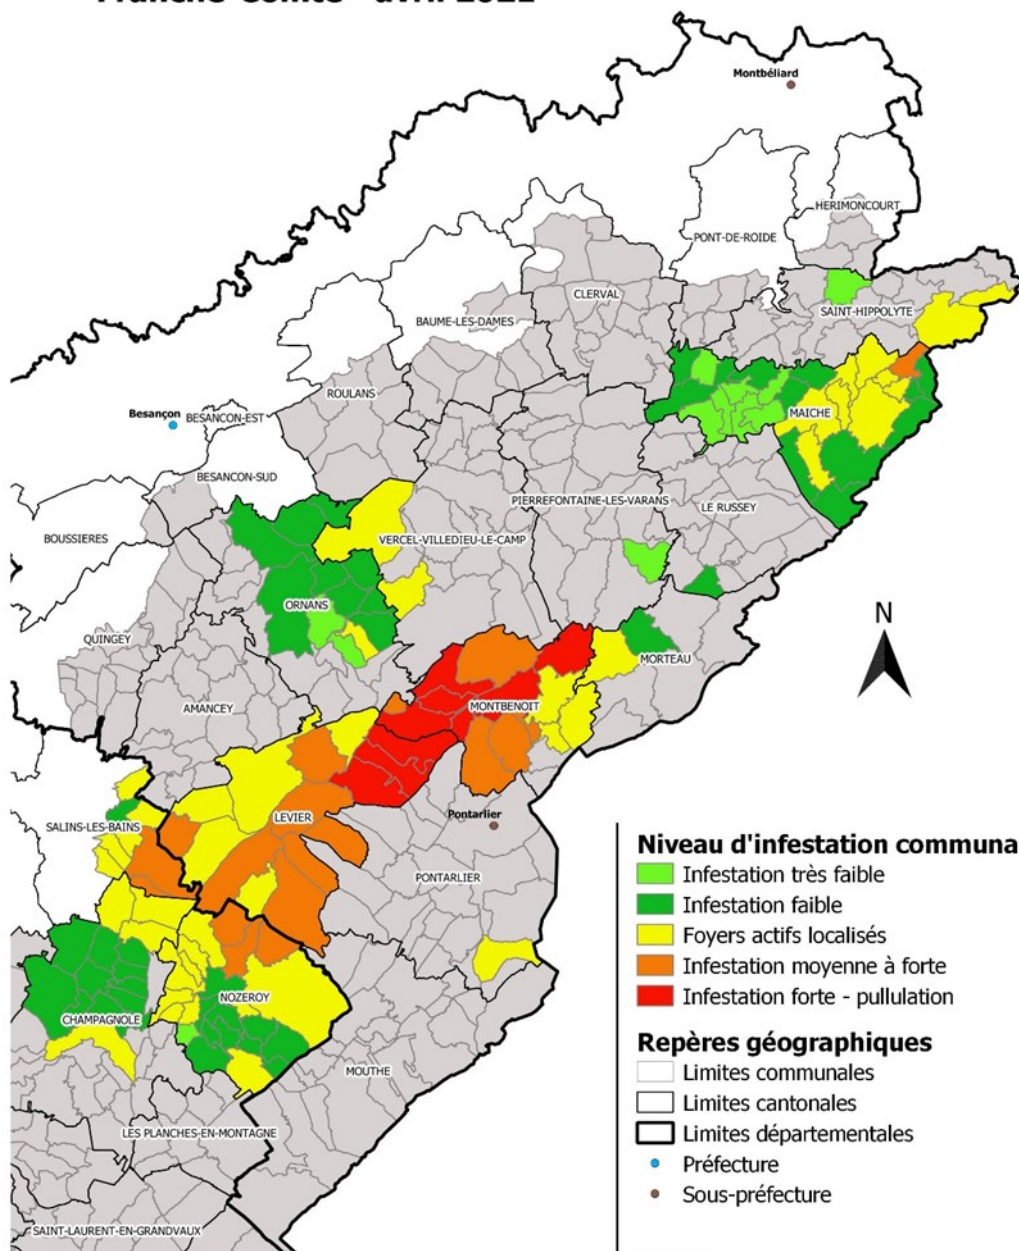 Montbéliard
HERIMONCOURT
PONT-DE-ROIDE
CLERVAL
SAINT-HIPPOLYTE
BAUME-LES-DAMES
ROULANS
Besançon
BESANCON-EST
MAICHE
BESANCON-SUD
PIERREFONTAINE-LES-VARANS
LE RUSSEY
BOUSSIERES
VERCEL-VILLEDIEU-LE-CAMP
ORNANS
N
QUINGEY
MORTEAU
AMANCEY
MONTBENOIT
LEVIER
Pontarlier
SALINS-LES-BAINS
PONTARLIER
NOZEROY
CHAMPAGNOLE
MOUTHE
LES PLANCHES-EN-MONTAGNE
SAINT-LAURENT-EN-GRANDVAUX
Niveau d'infestation communa
Infestation très faible
Infestation faible
Foyers actifs localisés
Infestation moyenne à forte
Infestation forte - pullulation
Repères géographiques
Limites communales
Limites cantonales
Limites départementales
Préfecture
Sous-préfecture